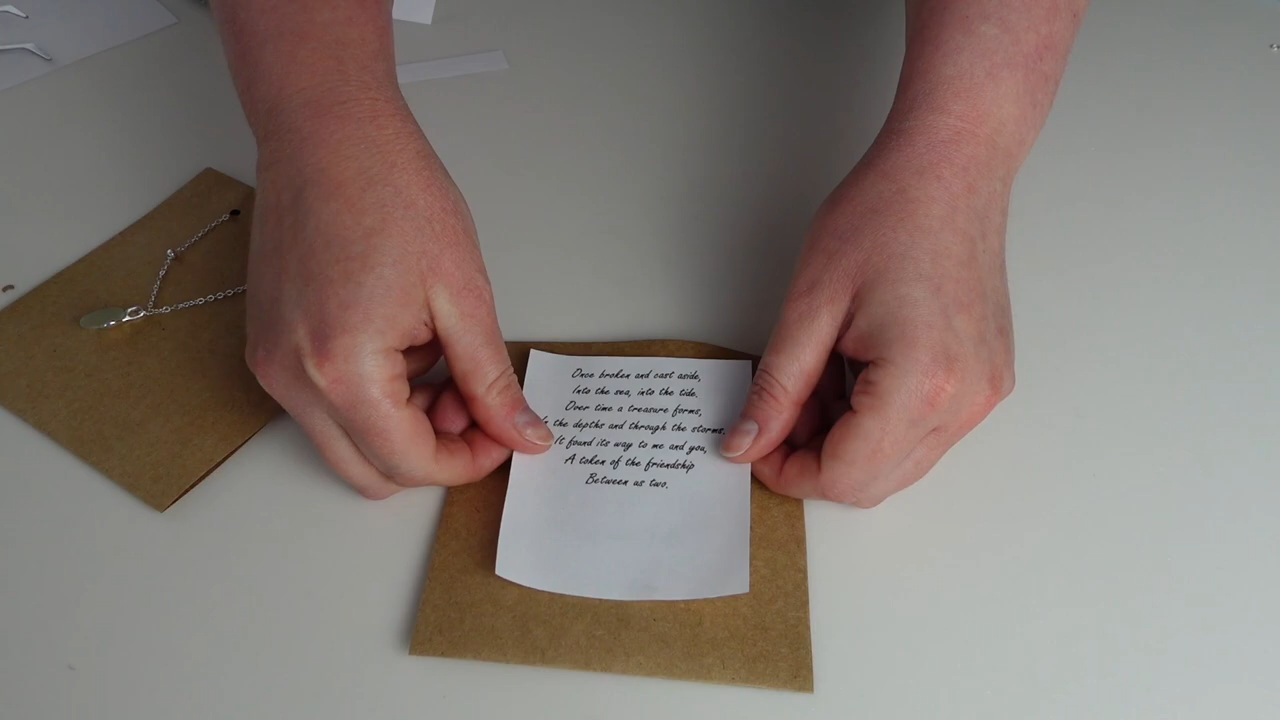 Once broken and cast aside,
Into the sea, into the tide.
Over time a treasure forms,
In the depths and through the storms.
It found its way to me and you,
A token of the friendship
Between us two.